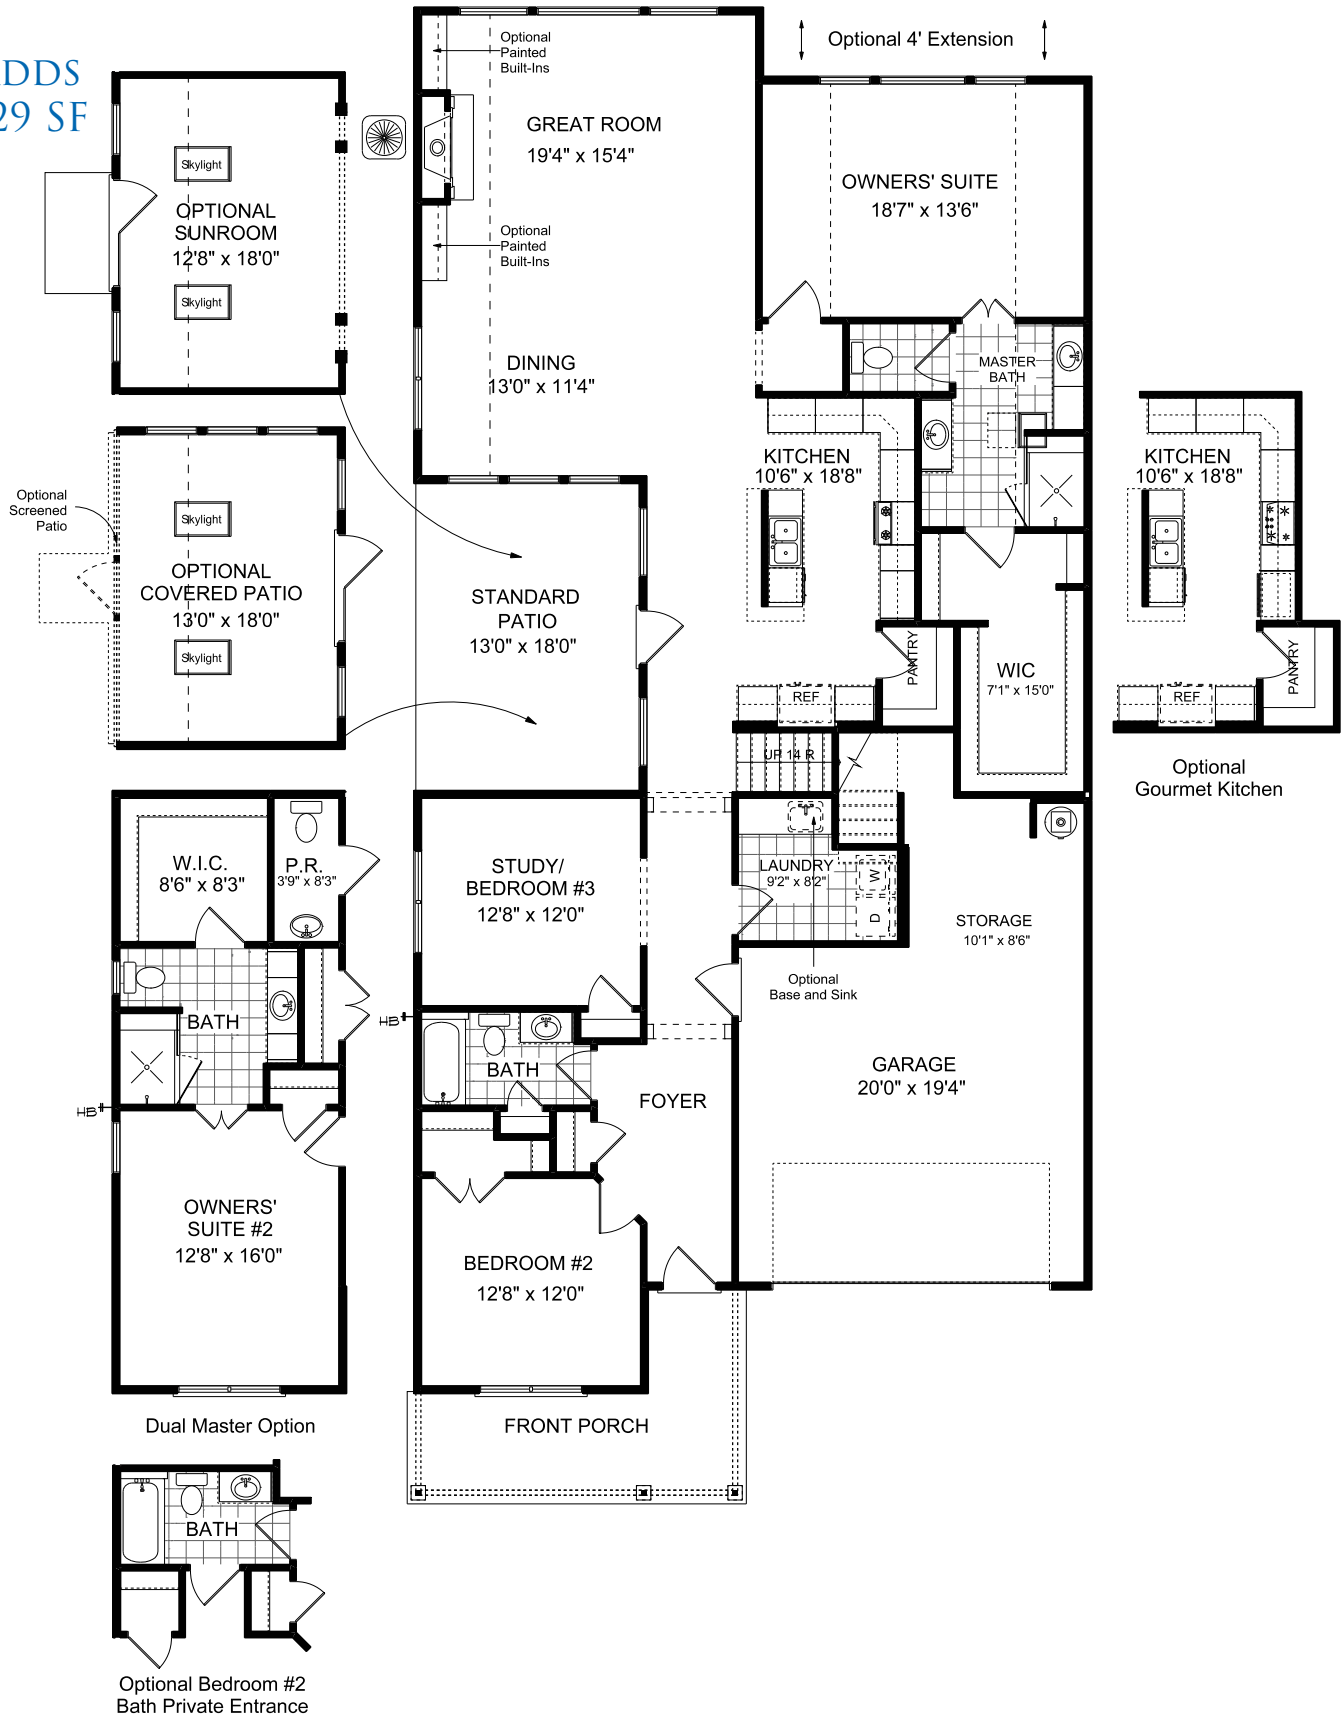 DDS
29 SF
Skylight
OPTIONAL
SUNROOM
12'8" x 18'0"
Skylight
Optional
Painted
Built-Ins
GREAT ROOM
19'4" x 15'4"
Optional
Painted
Built-Ins
DINING
13'0" x 11'4"
Optional 4' Extension
OWNERS' SUITE
18'7" x 13'6"
MASTER
BATH
KITCHEN
10'6" x 18'8"
KITCHEN
10'6" x 18'8"
Optional
Screened
Patio
Skylight
OPTIONAL
COVERED PATIO
13'0" x 18'0"
Skylight
STANDARD
PATIO
13'0" x 18'0"
PANTRY
REF
WIC
7'1" x 15'0"
PANTRY
REF
Optional
Gourmet Kitchen
UP 14 R
W.I.C.
8'6" x 8'3"
P.R.
3'9" x 8'3"
STUDY/
BEDROOM #3
12'8" x 12'0"
LAUNDRY
9'2" x 8'2"
W
D
STORAGE
10'1" x 8'6"
Optional
Base and Sink
BATH
HB
HB
BATH
FOYER
GARAGE
20'0" x 19'4"
OWNERS'
SUITE #2
12'8" x 16'0"
BEDROOM #2
12'8" x 12'0"
Dual Master Option
FRONT PORCH
BATH
Optional Bedroom #2
Bath Private Entrance